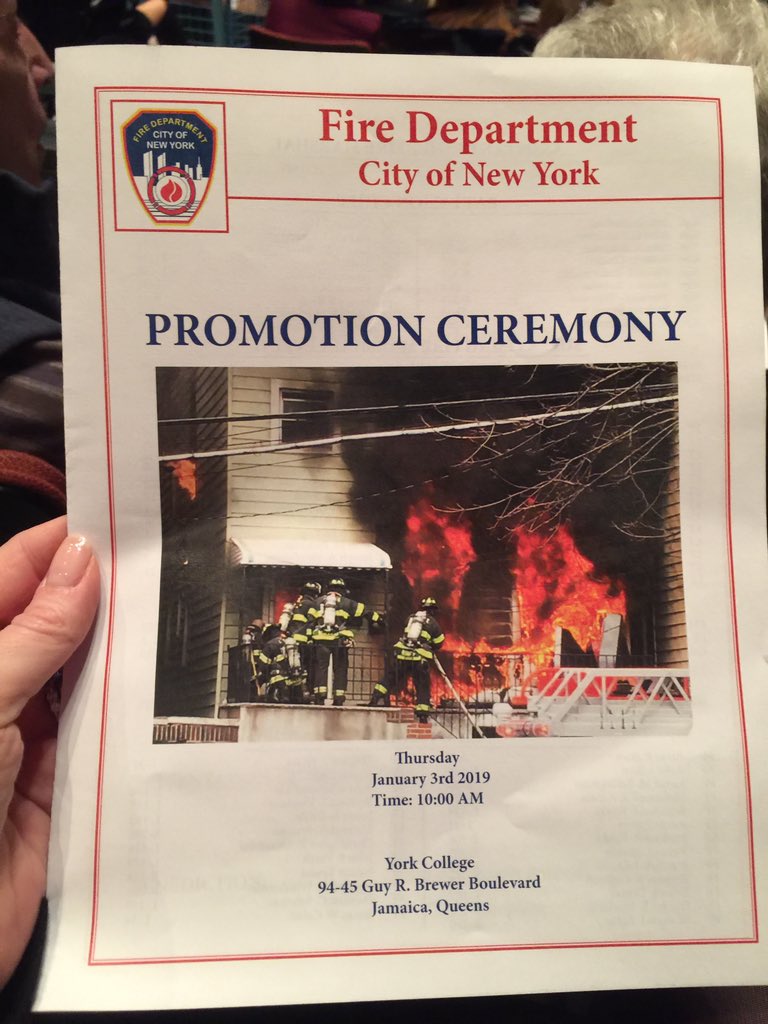 FIRE DEPARTMENT
CITY OF
NEW YORK
Fire Department
City of New York
PROMOTION CEREMONY
Thursday
January 3rd 2019
Time: 10:00 AM
York College
94-45 Guy R. Brewer Boulevard
Jamaica, Queens